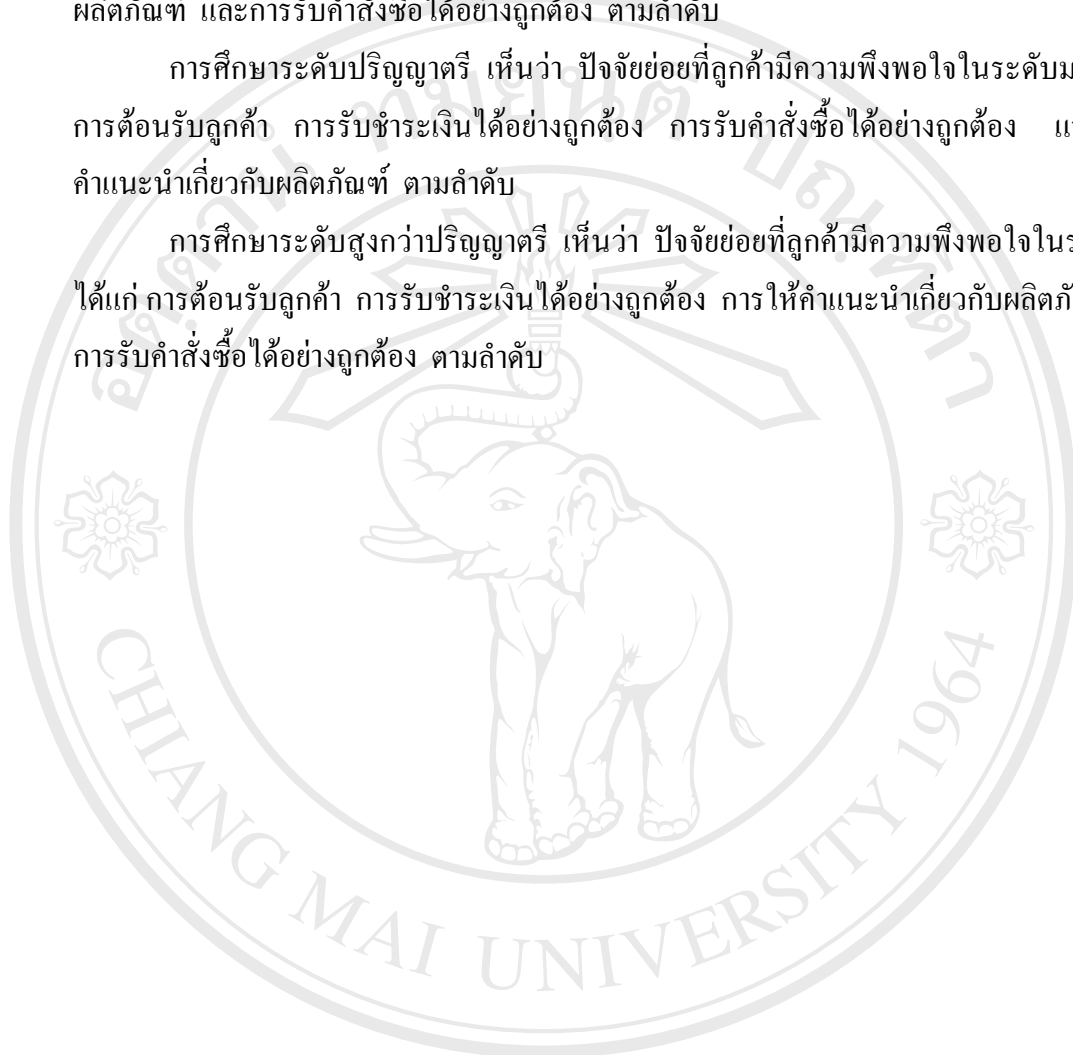 ผลิตภัณฑ์ และการรับคำสั่งซื้อได้อย่างถูกต้อง ตามลำดับ
การศึกษาระดับปริญญาตรี เห็นว่า ปัจจัยย่อยที่ลูกค้ามีความพึงพอใจในระดับม
การต้อนรับลูกค้า การรับชำระเงินได้อย่างถูกต้อง การรับคำสั่งซื้อได้อย่างถูกต้อง
คำแนะนำเกี่ยวกับผลิตภัณฑ์ ตามลำดับ
การศึกษาระดับสูงกว่าปริญญาตรี เห็นว่า ปัจจัยย่อยที่ลูกค้ามีความพึงพอใจในร
ได้แก่ การต้อนรับลูกค้า การรับชำระเงินได้อย่างถูกต้อง การให้คำแนะนำเกี่ยวกับผลิตภั
การรับคำสั่งซื้อได้อย่างถูกต้อง ตามลำดับ
อตฺตานํ ทมยนฺติ ปณฺฑิตา
CHIANG MAI UNIVERSITY 1964